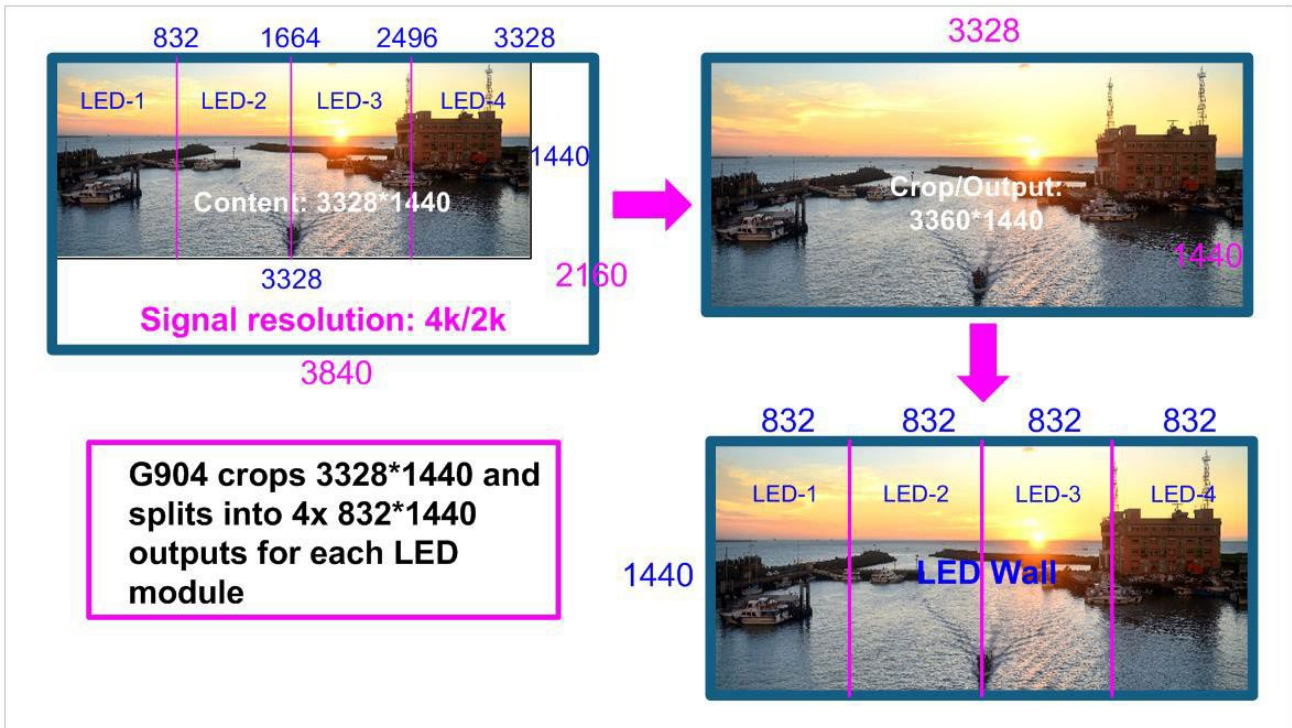 832 1664 2496 3328
LED-1 LED-2 LED-3 LED-4
1440
Content: 3328*1440
3328
2160
Signal resolution: 4k/2k
3840
3328
Crop/Output:
3360*1440
1440
G904 crops 3328*1440 and
splits into 4x 832*1440
outputs for each LED
module
832 832 832 832
LED-1 LED-2 LED-3 LED-4
1440
LED Wall